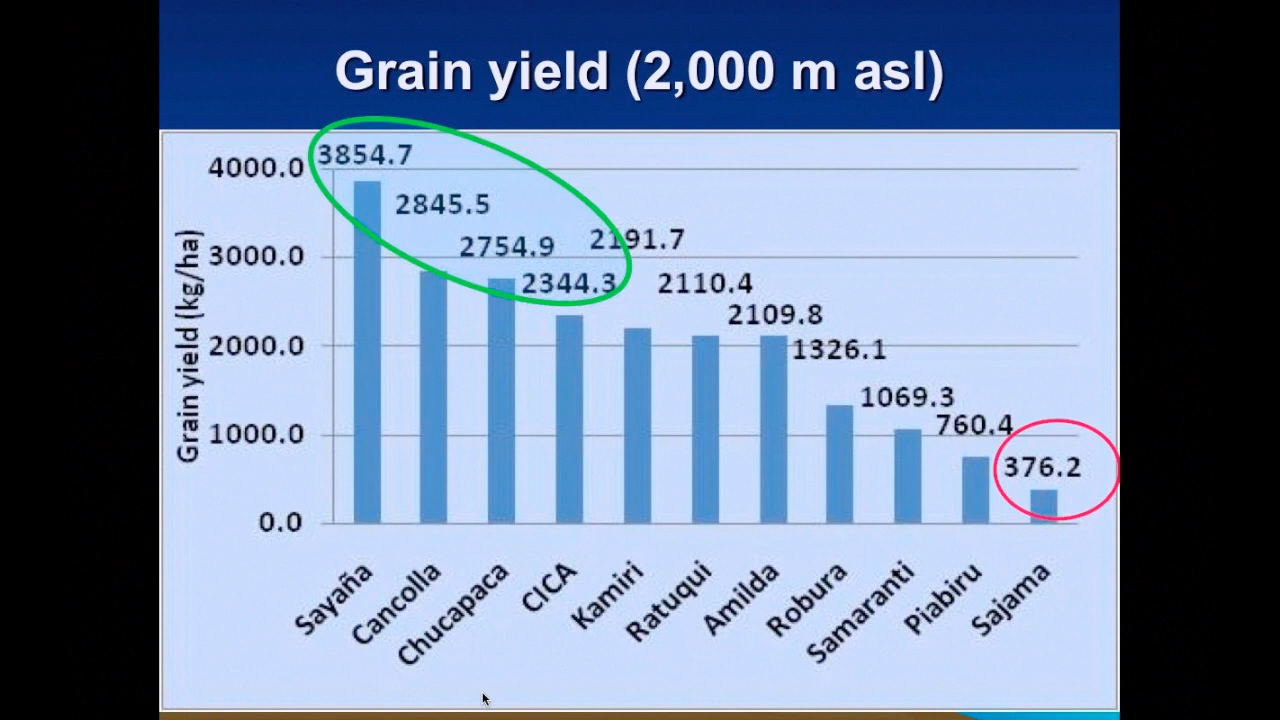 Grain yield (2,000 m asl)
Grain yield (kg/ha)
4000.0
3000.0
2000.0
1000.0
0.0
3854.7
2845.5
2754.9
2344.3
2191.7
2110.4
2109.8
1326.1
1069.3
760.4
376.2
Sayaña
Cancolla
Chucapaca
CICA
Kamiri
Ratuqui
Amilda
Robura
Samaranti
Piabiru
Sajama